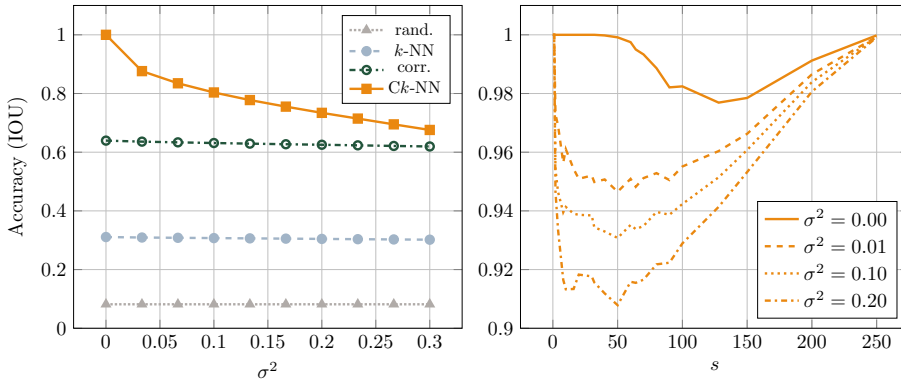 Accuracy (IOU)
1
0.8
0.6
0.4
0.2
0
0 0.05 0.1 0.15 0.2 0.25 0.3
σ²
rand.
k-NN
corr.
Ck-NN
1
0.98
0.96
0.94
0.92
0.9
0 50 100 150 200 250
s
σ² = 0.00
σ² = 0.01
σ² = 0.10
σ² = 0.20